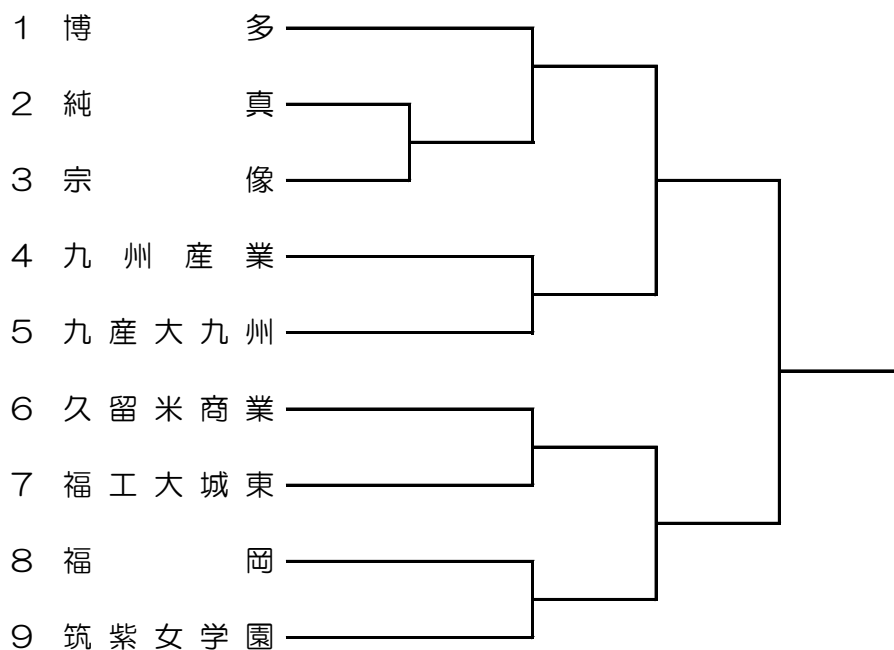 1 博多
2 純真
3 宗像
4 九州産業
5 九産大九州
6 久留米商業
7 福工大城東
8 福岡
9 筑紫女学園